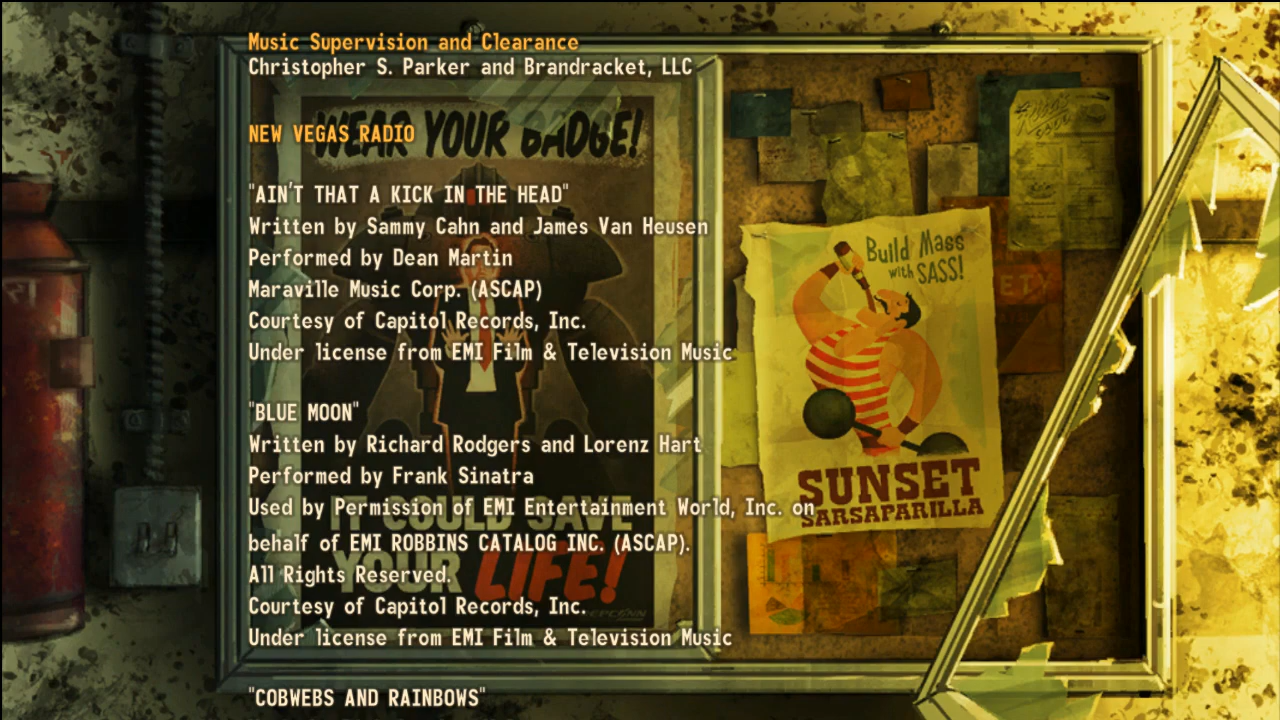 Music Supervision and Clearance
Christopher S. Parker and Brandracket, LLC
NEW VEGAS RADIO
WEAR YOUR BADGE!
"AIN'T THAT A KICK IN THE HEAD"
Written by Sammy Cahn and James Van Heusen
Performed by Dean Martin
Maraville Music Corp. (ASCAP)
Courtesy of Capitol Records, Inc.
Under license from EMI Film & Television Music
"BLUE MOON"
Written by Richard Rodgers and Lorenz Hart
Performed by Frank Sinatra
Used by Permission of EMI Entertainment World, Inc. on
behalf of EMI ROBBINS CATALOG INC. (ASCAP).
All Rights Reserved.
Courtesy of Capitol Records, Inc.
Under license from EMI Film & Television Music
"COBWEBS AND RAINBOWS"
IT COULD SAVE
YOUR LIFE!
REPCONN
Build Mass
with SASS!
SUNSET
SARSAPARILLA